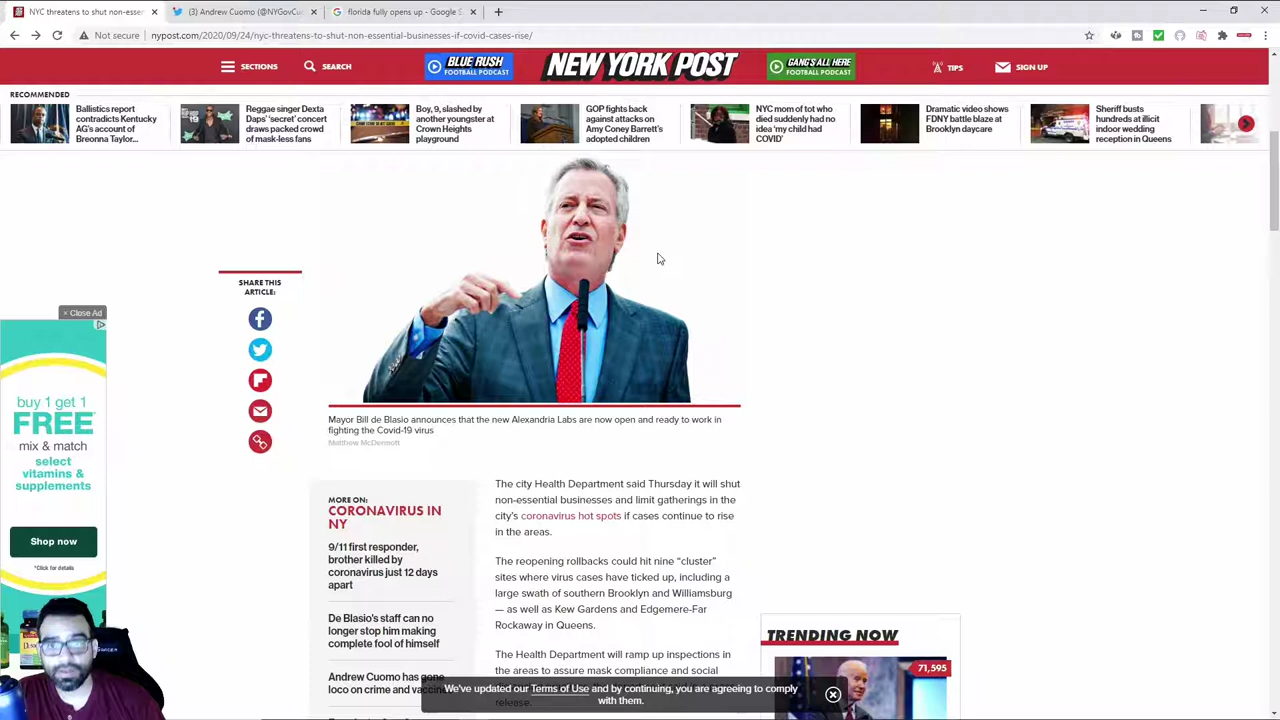 NYC threatens to shut non-esser
(3) Andrew Cuomo (@NYGovCu
florida fully opens up - Google S
Not secure | nypost.com/2020/09/24/nyc-threatens-to-shut-non-essential-businesses-if-covid-cases-rise/
SECTIONS
SEARCH
BLUE RUSH
FOOTBALL PODCAST
NEW YORK POST
GANG'S ALL HERE
FOOTBALL PODCAST
TIPS
SIGN UP
RECOMMENDED
Ballistics report
contradicts Kentucky
AG's account of
Breonna Taylor...
Reggae singer Dexta
Daps' 'secret' concert
draws packed crowd
of mask-less fans
Boy, 9, slashed by
another youngster at
Crown Heights
playground
GOP fights back
against attacks on
Amy Coney Barrett's
adopted children
NYC mom of tot who
died suddenly had no
idea 'my child had
COVID'
Dramatic video shows
FDNY battle blaze at
Brooklyn daycare
Sheriff busts
hundreds at illicit
indoor wedding
reception in Queens
SHARE THIS
ARTICLE:
× Close Ad
buy 1 get 1
FREE*
mix & match
select
vitamins &
supplements
Shop now
*Click for details
Mayor Bill de Blasio announces that the new Alexandria Labs are now open and ready to work in
fighting the Covid-19 virus
Matthew McDermott
MORE ON:
CORONAVIRUS IN
NY
9/11 first responder,
brother killed by
coronavirus just 12 days
apart
De Blasio's staff can no
longer stop him making
complete fool of himself
Andrew Cuomo has gone
loco on crime and vaccine
The city Health Department said Thursday it will shut
non-essential businesses and limit gatherings in the
city's coronavirus hot spots if cases continue to rise
in the areas.
The reopening rollbacks could hit nine “cluster”
sites where virus cases have ticked up, including a
large swath of southern Brooklyn and Williamsburg
— as well as Kew Gardens and Edgemere-Far
Rockaway in Queens.
The Health Department will ramp up inspections in
the areas to assure mask compliance and social
release.
TRENDING NOW
71,595
We've updated our Terms of Use and by continuing, you are agreeing to comply
with them.